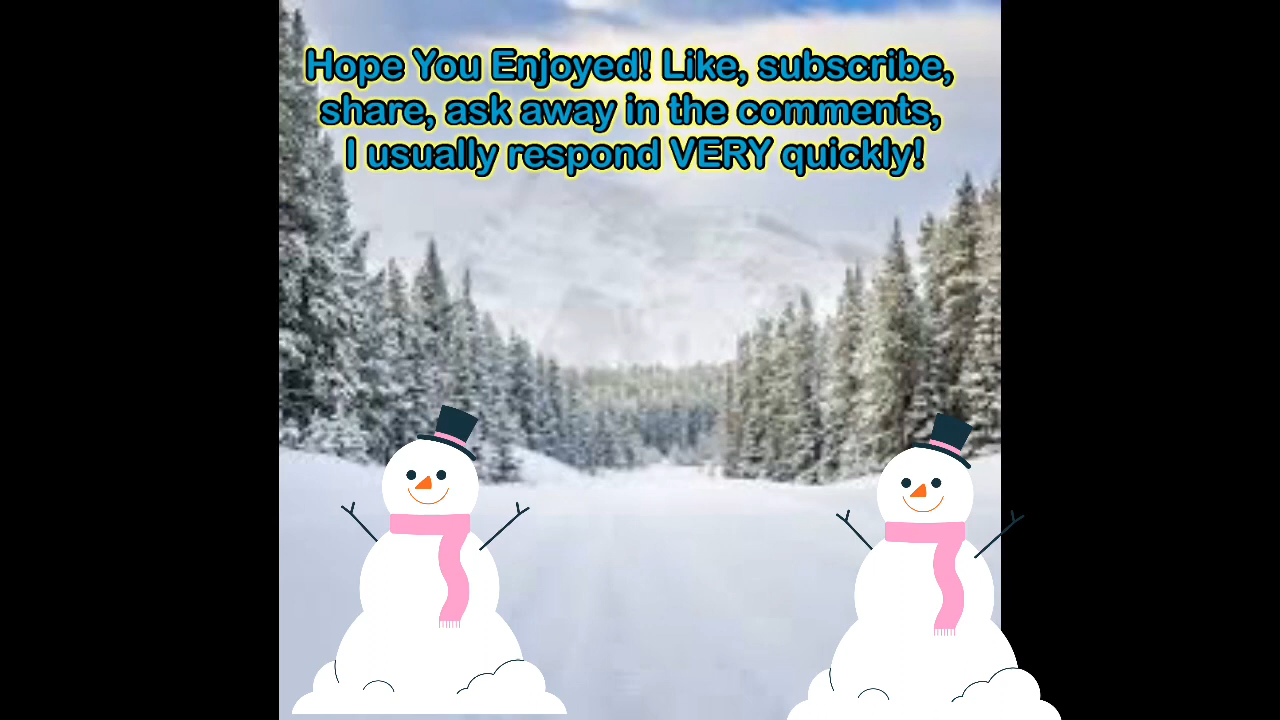 Hope You Enjoyed! Like, subscribe,
share, ask away in the comments,
I usually respond VERY quickly!